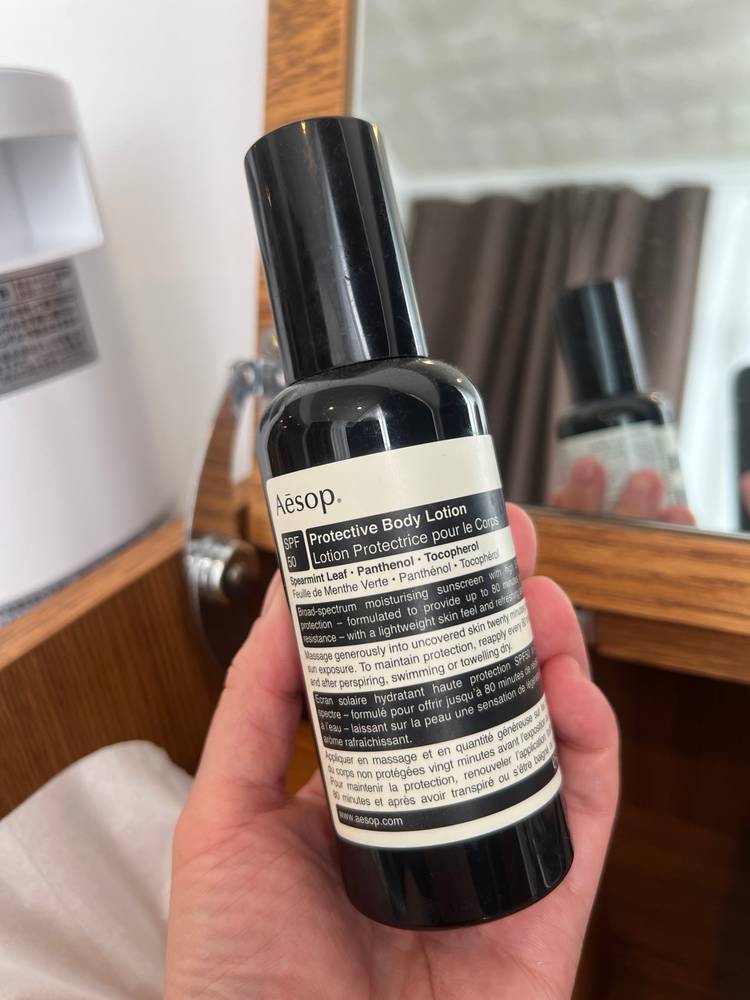 Aēsop.
SPF
50
Protective Body Lotion
Lotion Protectrice pour le Corps
Spearmint Leaf · Panthenol · Tocopherol
Feuille de Menthe Verte · Panthénol · Tocophérol
Broad-spectrum moisturising sunscreen with high
protection – formulated to provide up to 80 minutes
resistance – with a lightweight skin feel and refreshing
Massage generously into uncovered skin twenty minutes
sun exposure. To maintain protection, reapply every 80
and after perspiring, swimming or towelling dry.
Écran solaire hydratant haute protection SPF50
spectre – formulé pour offrir jusqu'à 80 minutes de
à l'eau – laissant sur la peau une sensation de
arôme rafraîchissant.
Appliquer en massage et en quantité généreuse sur
du corps non protégées vingt minutes avant l'exposition
Pour maintenir la protection, renouveler l'application
80 minutes et après avoir transpiré ou s'être baigné
www.aesop.com